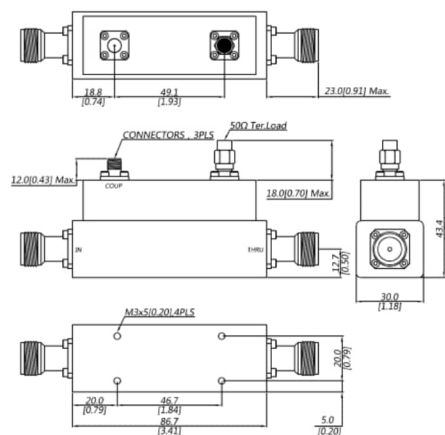 18.8
[0.74]
49.1
[1.93]
23.0[0.91] Max.
50Ω Ter.Load
CONNECTORS , 3PLS
12.0[0.43] Max.
COUP
18.0[0.70] Max.
IN
THRU
12.7
[0.50]
43.4
30.0
[1.18]
M3x5[0.20],4PLS
20.0
[0.79]
20.0
[0.79]
46.7
[1.84]
86.7
[3.41]
5.0
[0.20]